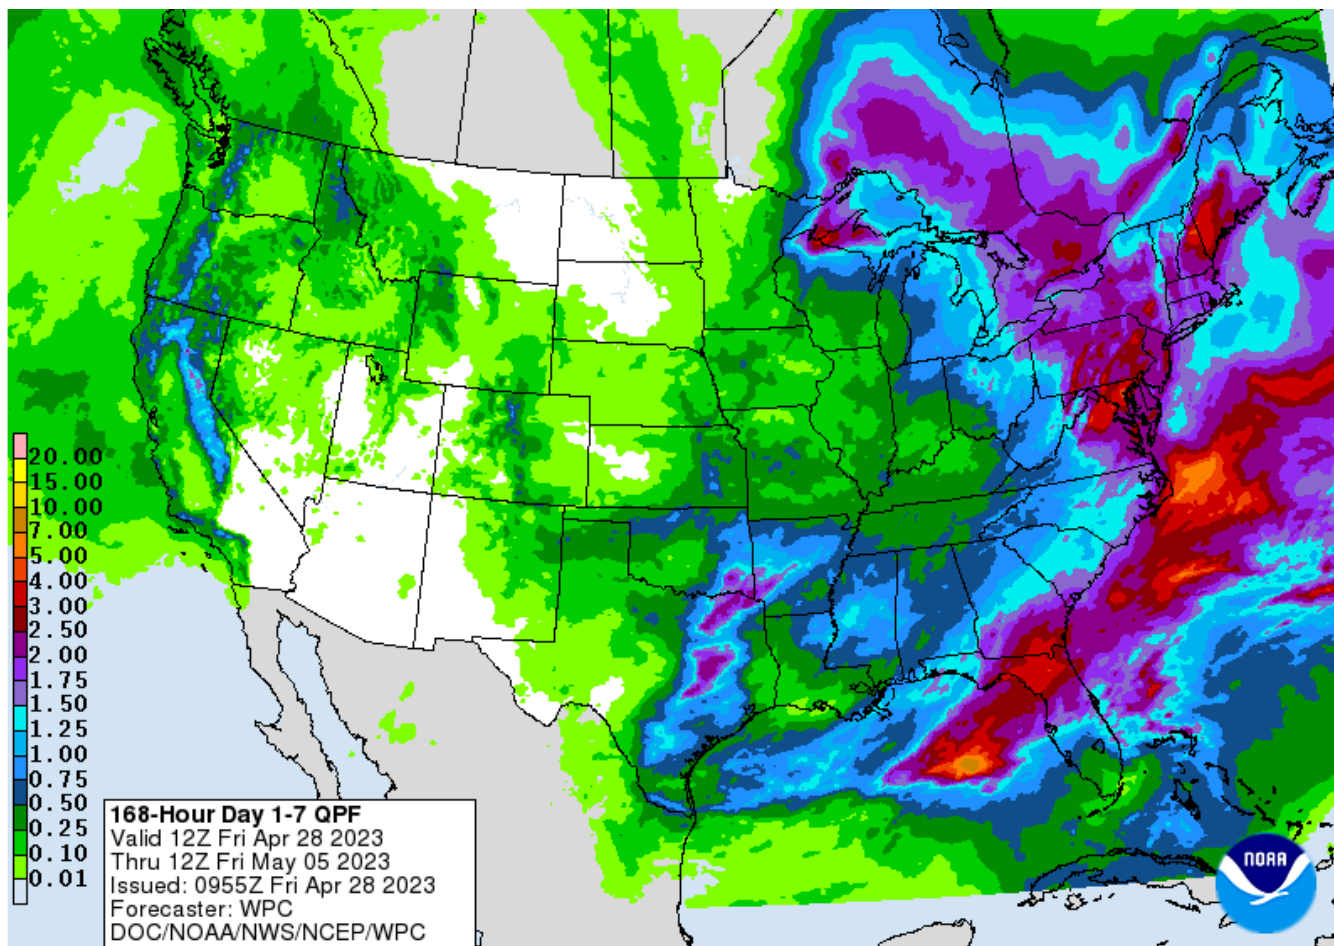 20.00
15.00
10.00
7.00
5.00
4.00
3.00
2.50
2.00
1.75
1.50
1.25
1.00
0.75
0.50
0.25
0.10
0.01
168-Hour Day 1-7 QPF
Valid 12Z Fri Apr 28 2023
Thru 12Z Fri May 05 2023
Issued: 0955Z Fri Apr 28 2023
Forecaster: WPC
DOC/NOAA/NWS/NCEP/WPC
NOAA